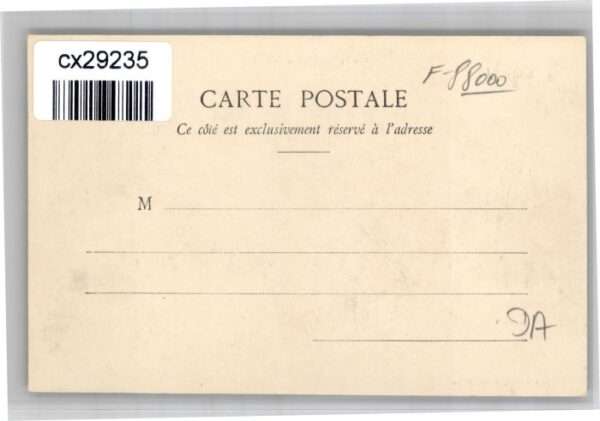 cx29235
F-88000
CARTE POSTALE
Ce côté est exclusivement réservé à l'adresse
M
DA